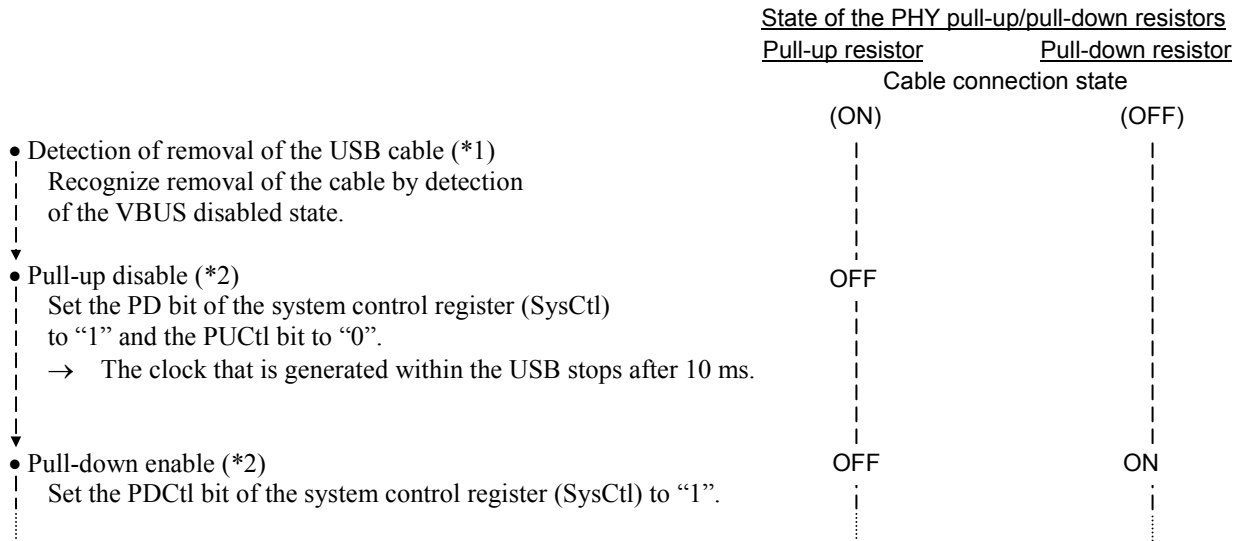 State of the PHY pull-up/pull-down resistors
Pull-up resistor Pull-down resistor
Cable connection state
(ON) (OFF)
• Detection of removal of the USB cable (*1)
Recognize removal of the cable by detection
of the VBUS disabled state.
• Pull-up disable (*2) OFF
Set the PD bit of the system control register (SysCtl)
to “1” and the PUCtl bit to “0”.
→ The clock that is generated within the USB stops after 10 ms.
• Pull-down enable (*2) OFF ON
Set the PDCtl bit of the system control register (SysCtl) to “1”.